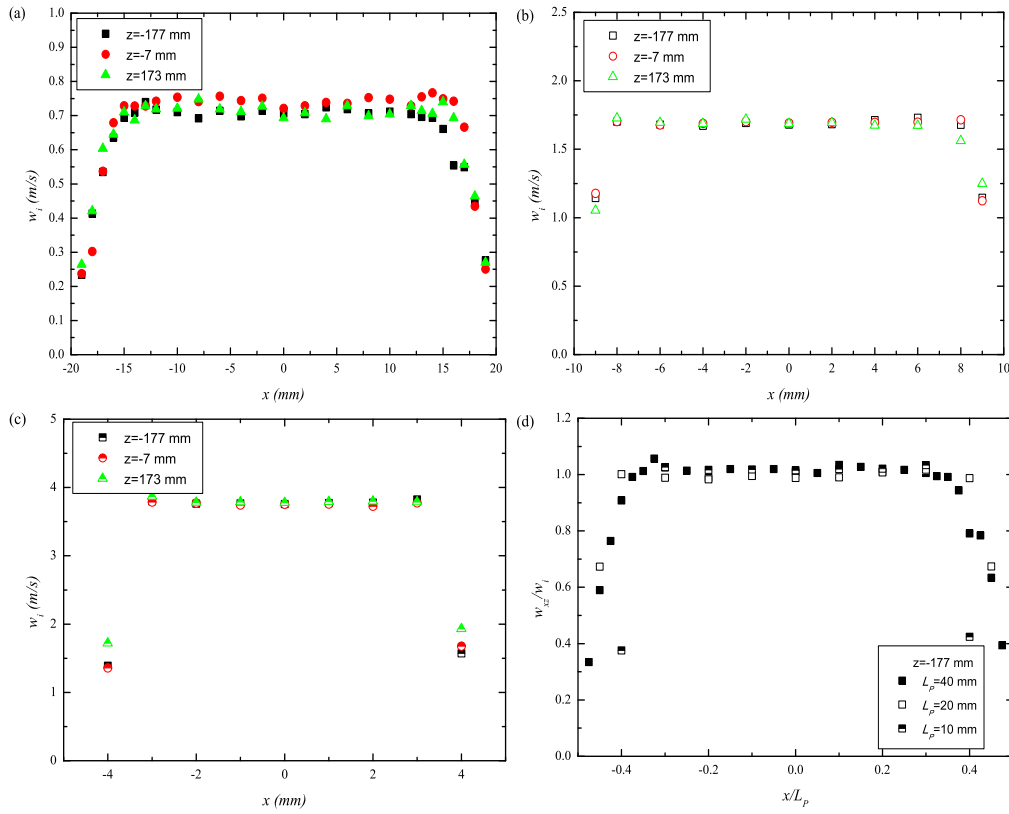 (a)
z=-177 mm
z=-7 mm
z=173 mm
1.0
0.9
0.8
0.7
0.6
0.5
0.4
0.3
0.2
0.1
0.0
w_i (m/s)
-20 -15 -10 -5 0 5 10 15 20
x (mm)
(b)
z=-177 mm
z=-7 mm
z=173 mm
2.5
2.0
1.5
1.0
0.5
0.0
w_i (m/s)
-10 -8 -6 -4 -2 0 2 4 6 8 10
x (mm)
(c)
z=-177 mm
z=-7 mm
z=173 mm
5
4
3
2
1
0
w_i (m/s)
-4 -2 0 2 4
x (mm)
(d)
1.2
1.0
0.8
0.6
0.4
0.2
0.0
w_xz/w_i
z=-177 mm
L_P=40 mm
L_P=20 mm
L_P=10 mm
-0.4 -0.2 0.0 0.2 0.4
x/L_P